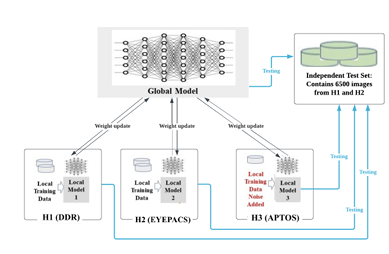 Testing
Global Model
Independent Test Set:
Contains 6500 images
from H1 and H2
Weight update
Weight update
Weight update
Testing
Testing
Testing
Local
Training
Data
Local
Model
1
H1 (DDR)
Local
Training
Data
Local
Model
2
H2 (EYEPACS)
Local
Training
Data
Noise
Added
Local
Model
3
H3 (APTOS)